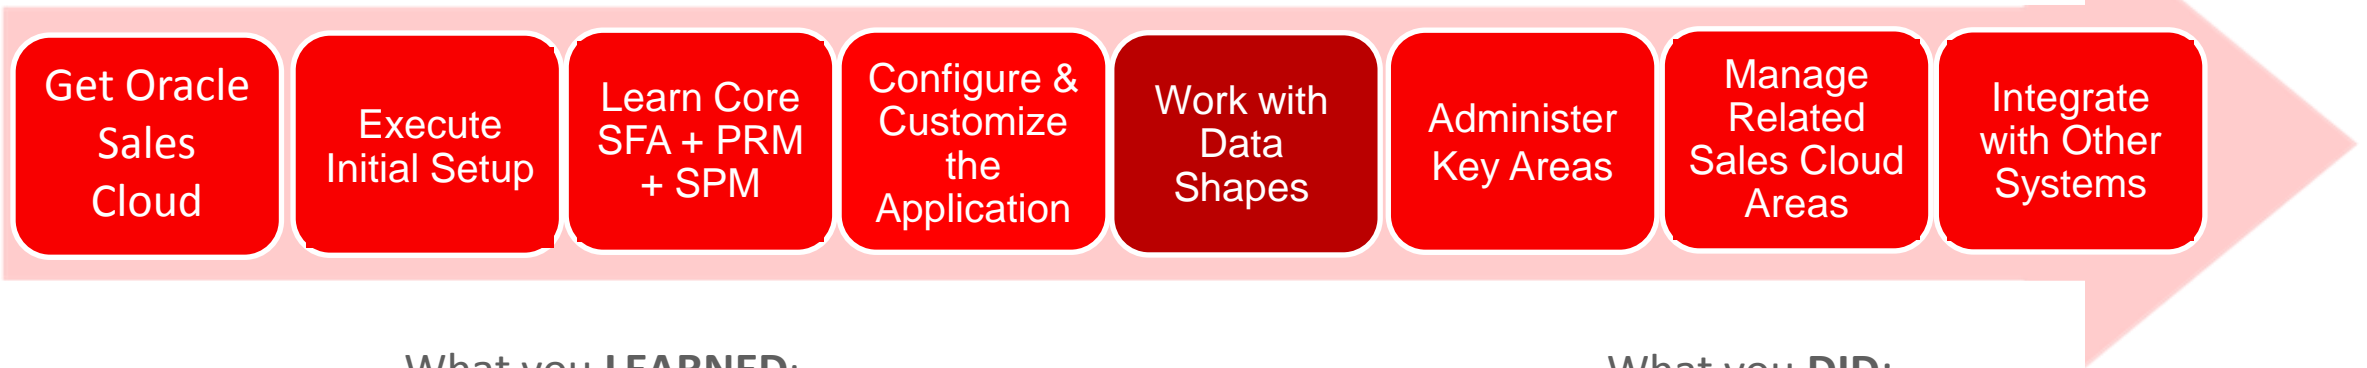 Get Oracle
Sales
Cloud
Execute
Initial Setup
Learn Core
SFA + PRM
+ SPM
Configure &
Customize
the
Application
Work with
Data
Shapes
Administer
Key Areas
Manage
Related
Sales Cloud
Areas
Integrate
with Other
Systems
What you LEARNED:
What you DID: